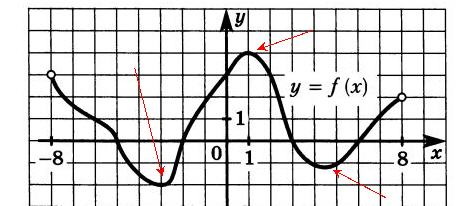 y
y = f (x)
1
-8 0 1 8 x